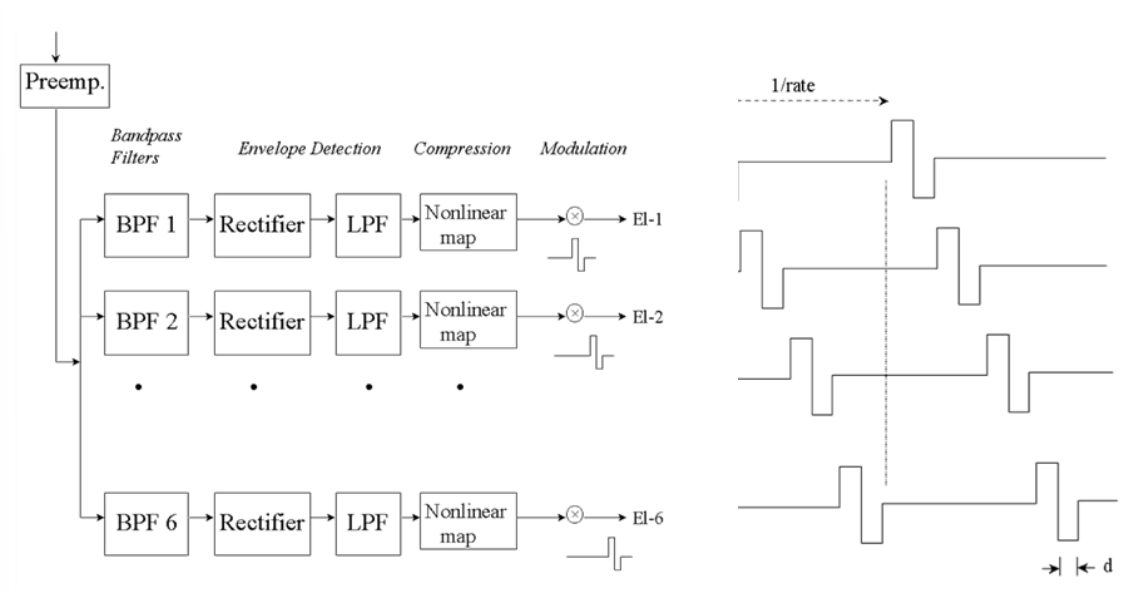 Preemp.
1/rate
Bandpass
Filters
Envelope Detection
Compression
Modulation
BPF 1
Rectifier
LPF
Nonlinear
map
El-1
BPF 2
Rectifier
LPF
Nonlinear
map
El-2
BPF 6
Rectifier
LPF
Nonlinear
map
El-6
d